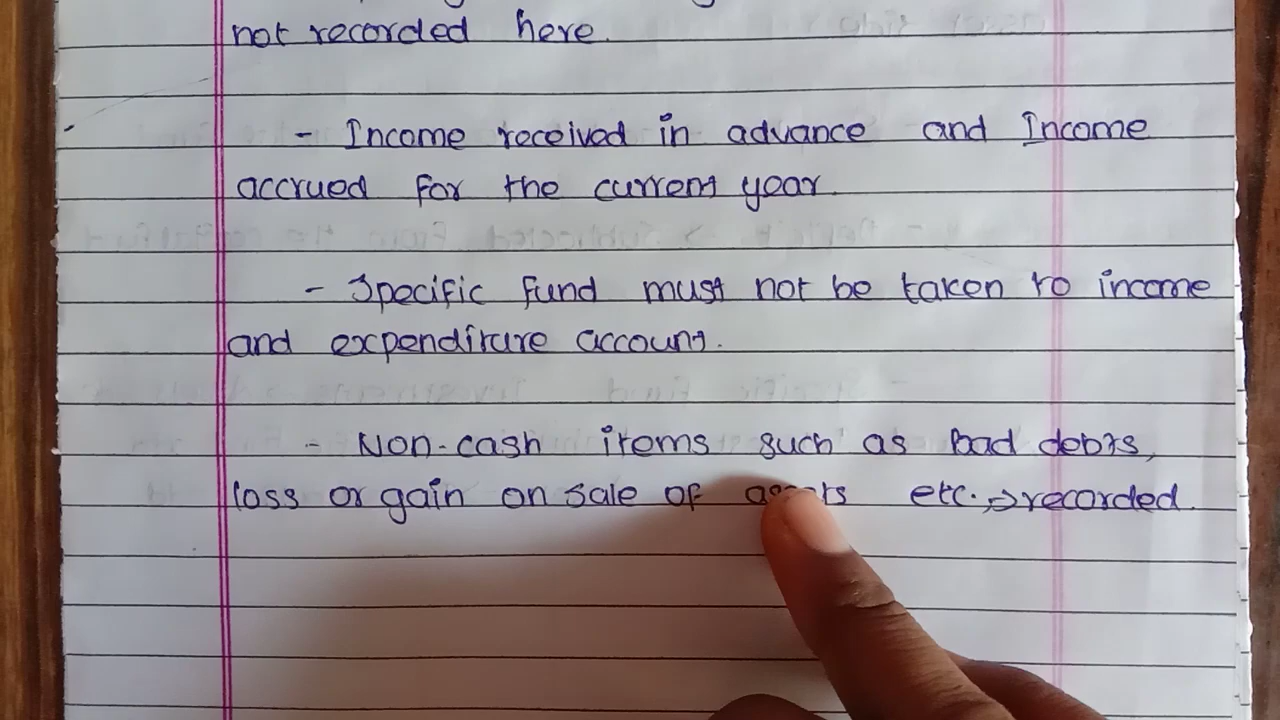 not recorded here.
- Income received in advance and Income
accrued for the current year.
- Specific fund must not be taken to income
and expenditure account.
- Non-cash items such as bad debts,
loss or gain on sale of assets etc., → recorded.